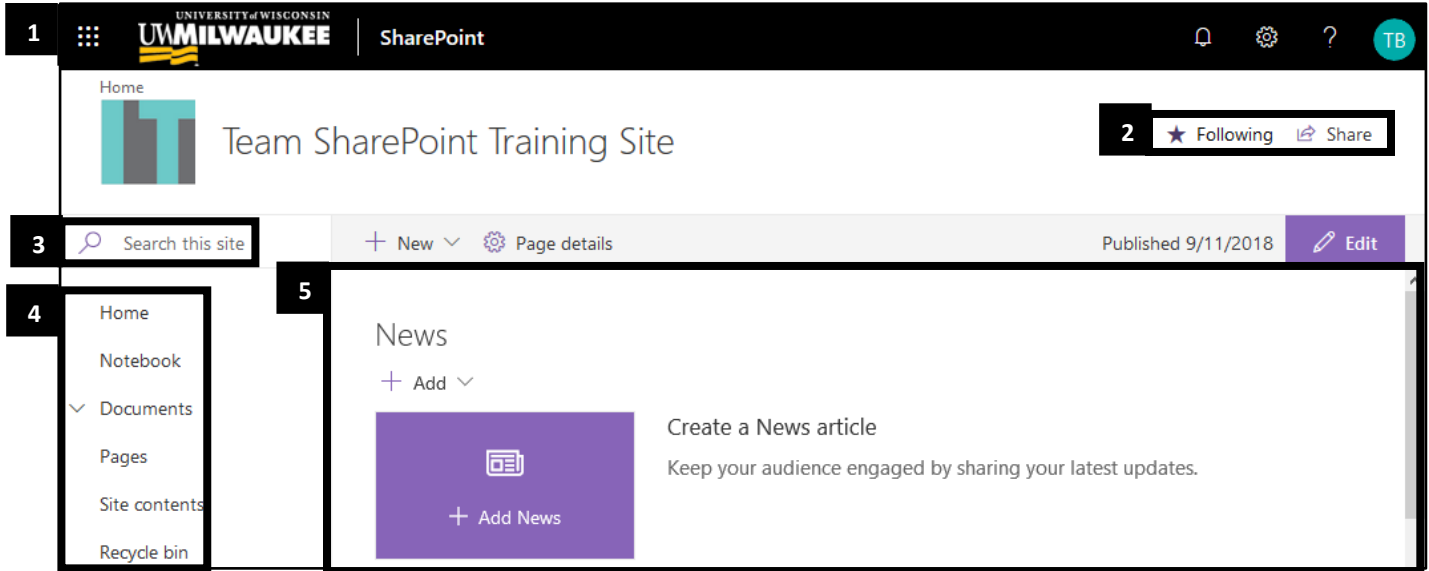 1
UNIVERSITY of WISCONSIN
UWMILWAUKEE
SharePoint
?
TB
Home
Team SharePoint Training Site
2
Following
Share
3
Search this site
New
Page details
Published 9/11/2018
Edit
4
Home
Notebook
Documents
Pages
Site contents
Recycle bin
5
News
Add
Add News
Create a News article
Keep your audience engaged by sharing your latest updates.